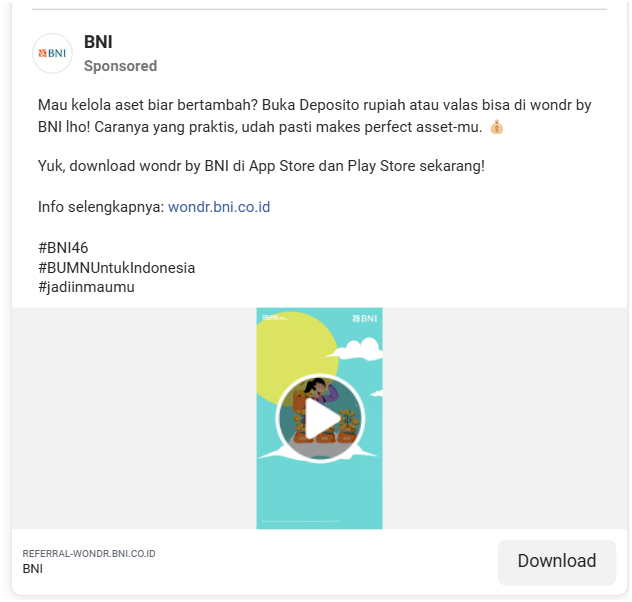 BNI
BNI
Sponsored
Mau kelola aset biar bertambah? Buka Deposito rupiah atau valas bisa di wondr by
BNI lho! Caranya yang praktis, udah pasti makes perfect asset-mu. 💰
Yuk, download wondr by BNI di App Store dan Play Store sekarang!
Info selengkapnya: wondr.bni.co.id
#BNI46
#BUMNUntukIndonesia
#jadiinmaumu
BNI
REFERRAL-WONDR.BNI.CO.ID
BNI
Download